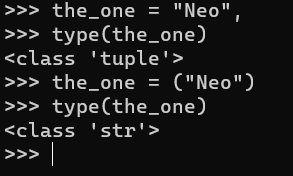 >>> the_one = "Neo",
>>> type(the_one)
<class 'tuple'>
>>> the_one = ("Neo")
>>> type(the_one)
<class 'str'>
>>>